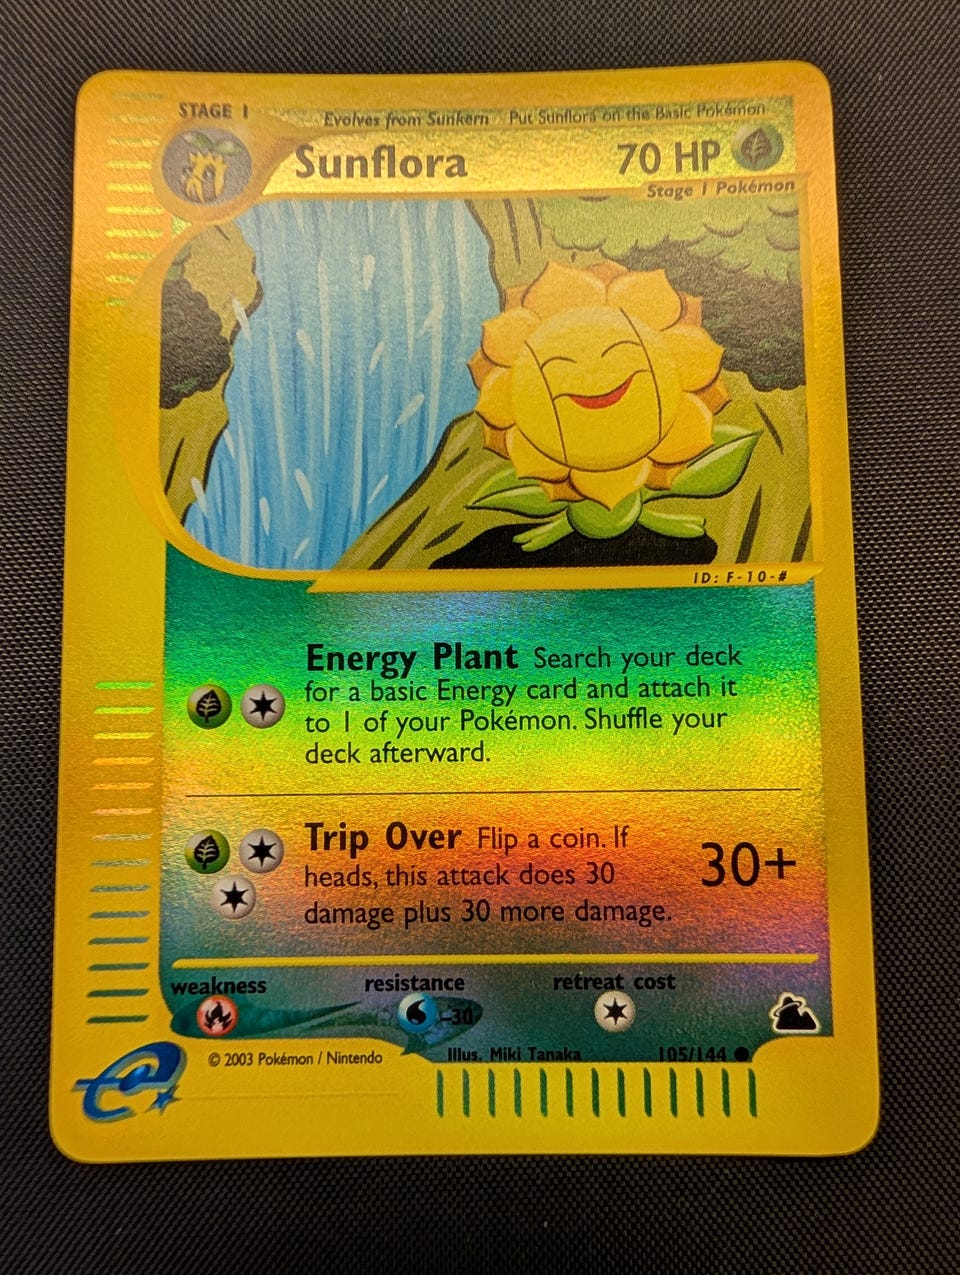 STAGE 1
Evolves from Sunkern Put Sunflora on the Basic Pokémon
Sunflora 70 HP
Stage 1 Pokémon
ID: F-10-#
Energy Plant Search your deck
for a basic Energy card and attach it
to 1 of your Pokémon. Shuffle your
deck afterward.
Trip Over Flip a coin. If
heads, this attack does 30
damage plus 30 more damage.
30+
weakness resistance retreat cost
-30
© 2003 Pokémon / Nintendo
Illus. Miki Tanaka 105/144
e